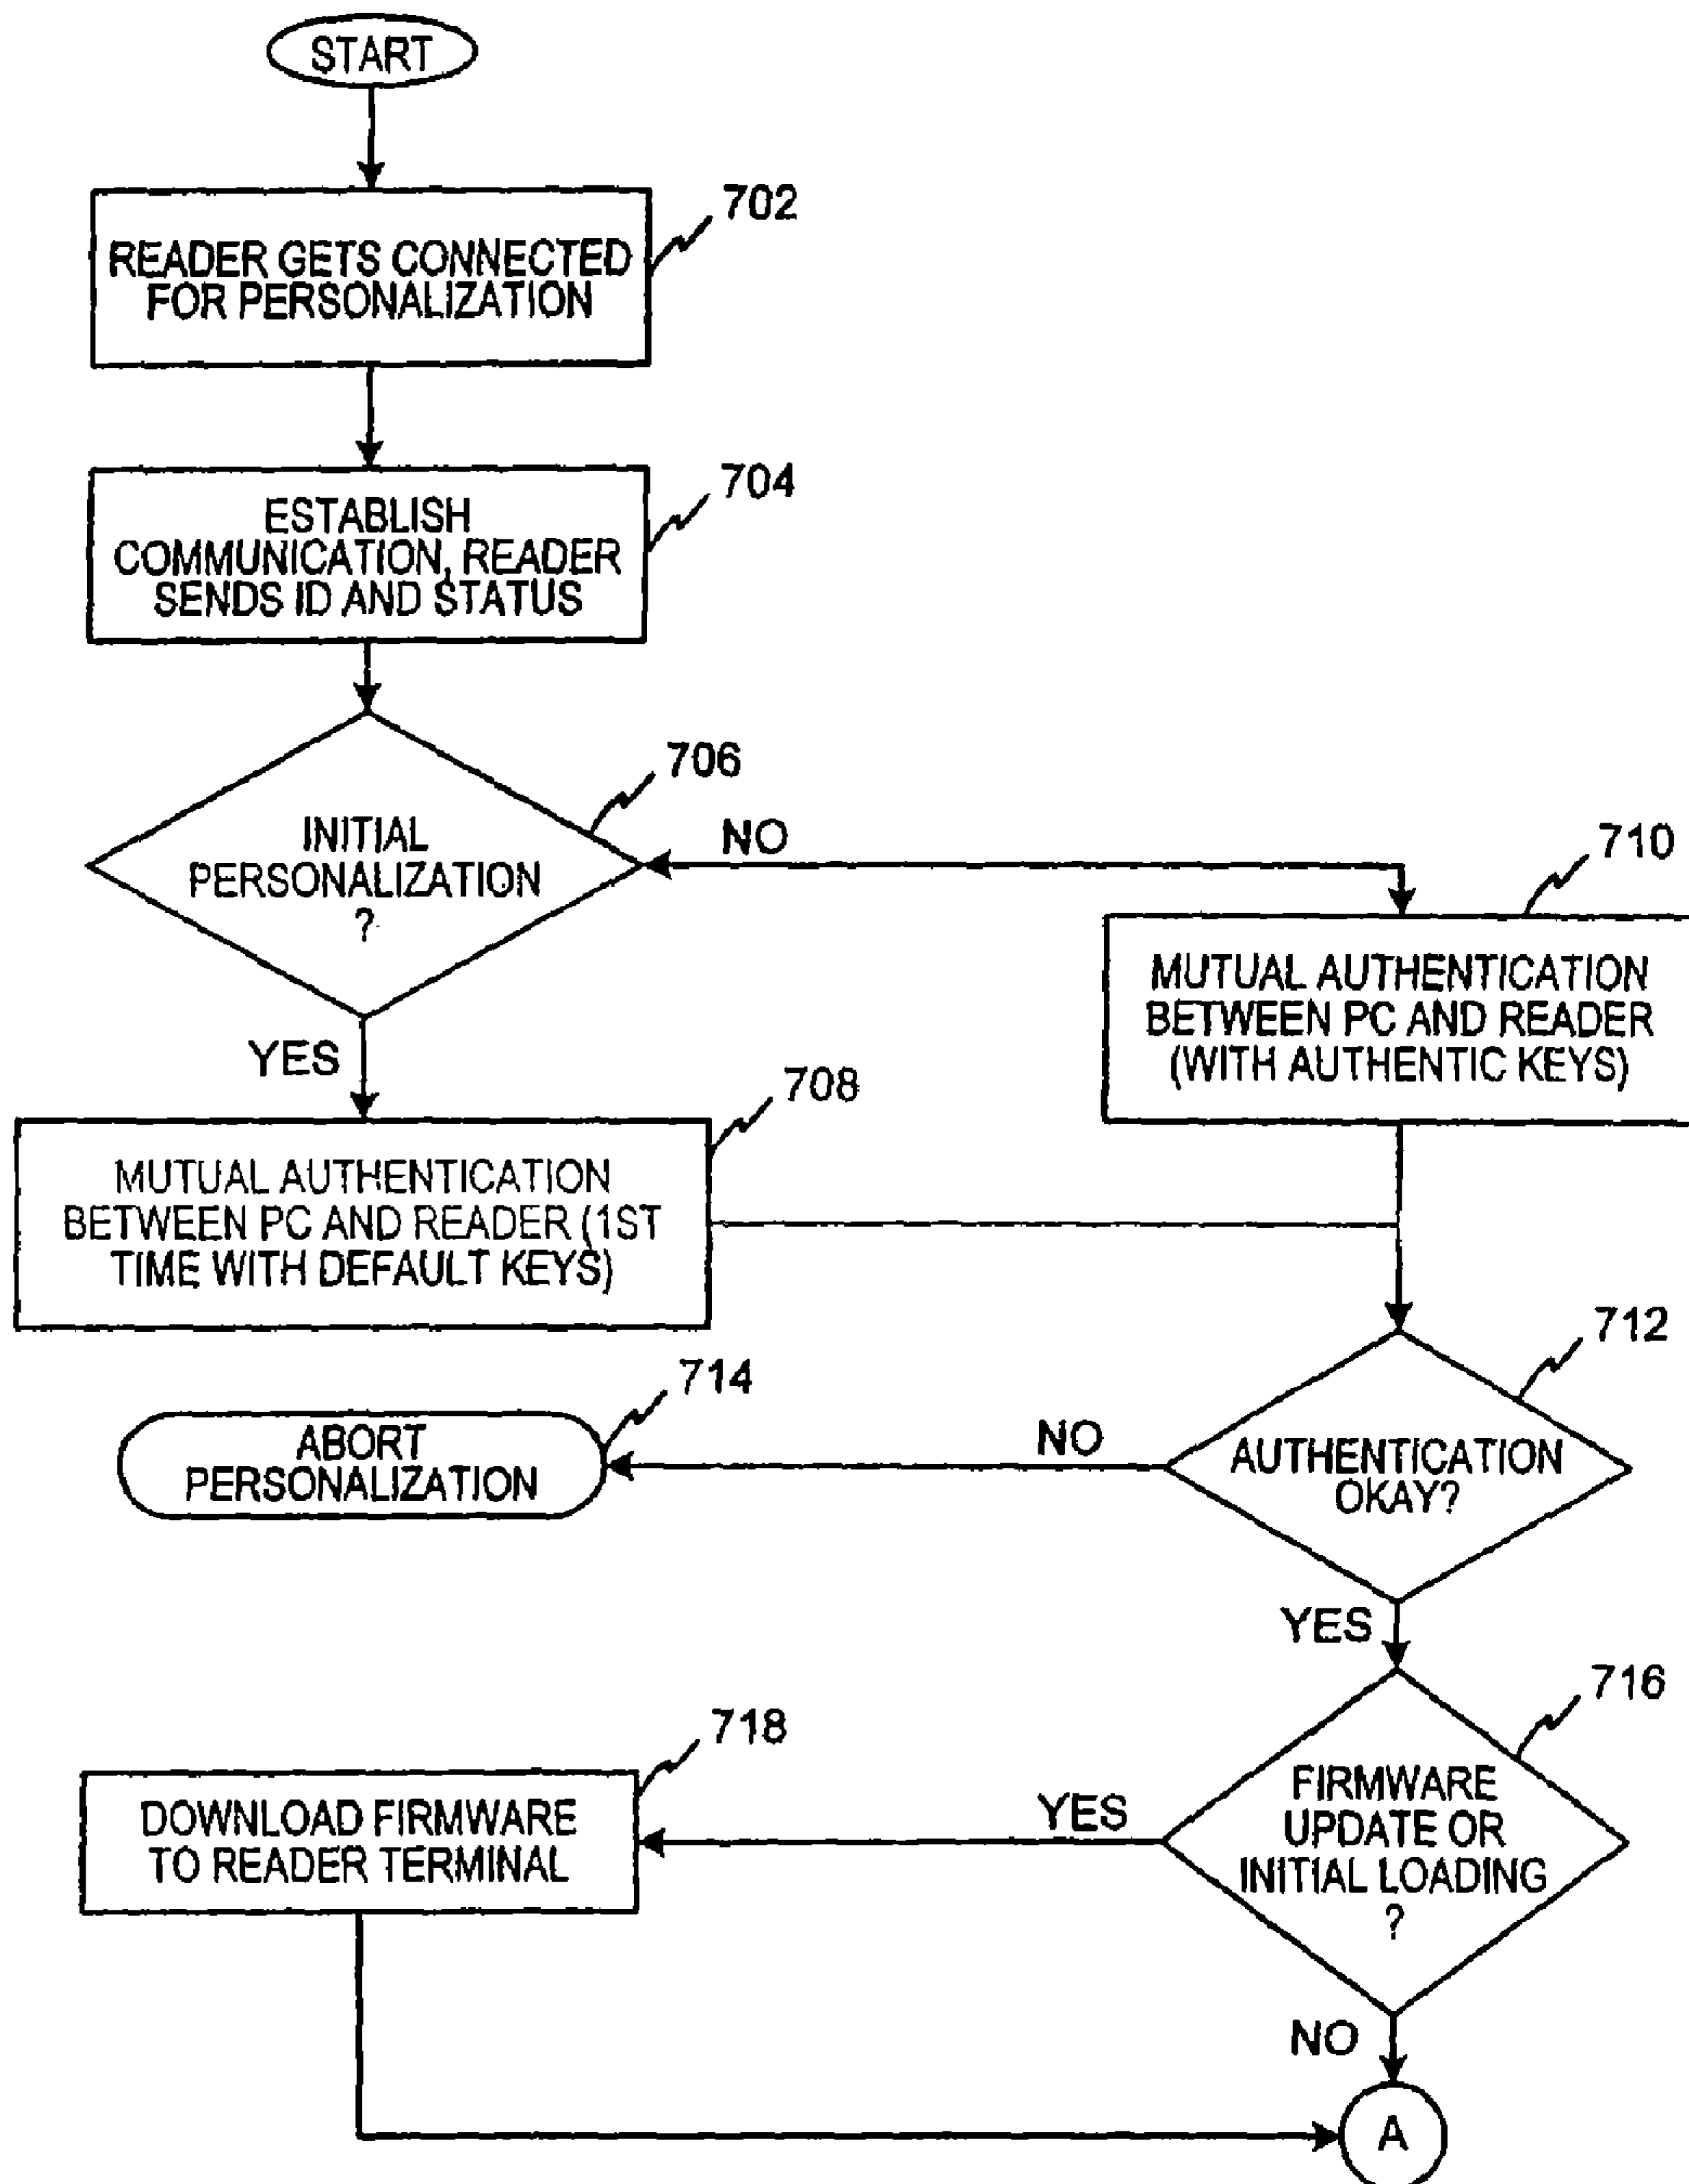 START
702
READER GETS CONNECTED
FOR PERSONALIZATION
704
ESTABLISH
COMMUNICATION, READER
SENDS ID AND STATUS
706
INITIAL
PERSONALIZATION
?
NO
710
MUTUAL AUTHENTICATION
BETWEEN PC AND READER
(WITH AUTHENTIC KEYS)
YES
708
MUTUAL AUTHENTICATION
BETWEEN PC AND READER (1ST
TIME WITH DEFAULT KEYS)
712
AUTHENTICATION
OKAY?
NO
714
ABORT
PERSONALIZATION
YES
716
FIRMWARE
UPDATE OR
INITIAL LOADING
?
YES
718
DOWNLOAD FIRMWARE
TO READER TERMINAL
NO
A